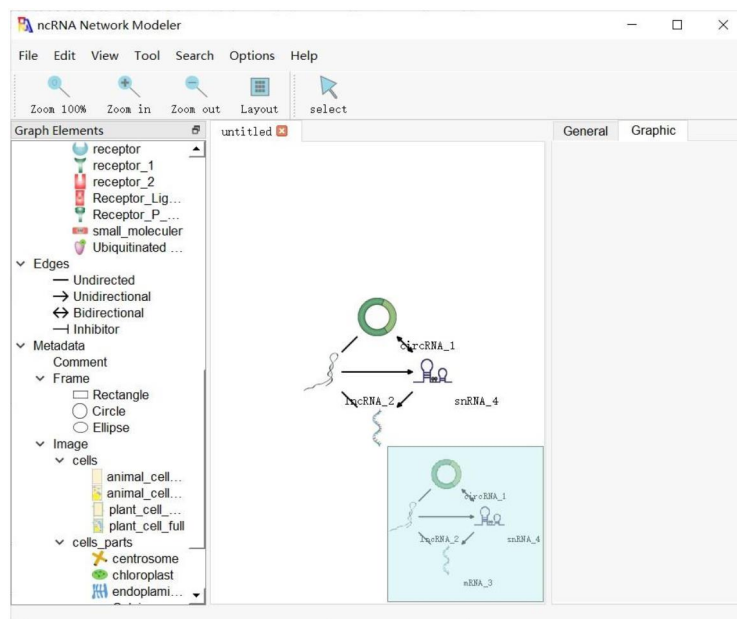 ncRNA Network Modeler
File Edit View Tool Search Options Help
Zoom 100% Zoom in Zoom out Layout select
Graph Elements
untitled
General Graphic
receptor
receptor_1
receptor_2
Receptor_Lig...
Receptor_P_...
small_moleculer
Ubiquitinated ...
Edges
Undirected
Unidirectional
Bidirectional
Inhibitor
Metadata
Comment
Frame
Rectangle
Circle
Ellipse
Image
cells
animal_cell...
animal_cell...
plant_cell_...
plant_cell_full
cells_parts
centrosome
chloroplast
endoplami...
circRNA_1
lncRNA_2
snRNA_4
circRNA_1
lncRNA_2
snRNA_4
mRNA_3